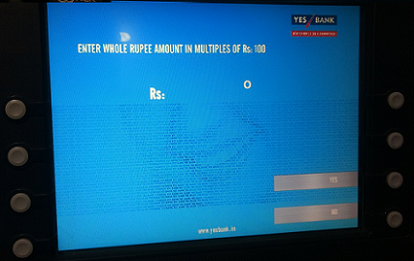 YES BANK
ENTER WHOLE RUPEE AMOUNT IN MULTIPLES OF Rs: 100
Rs: 0
YES
NO
www.yesbank.in